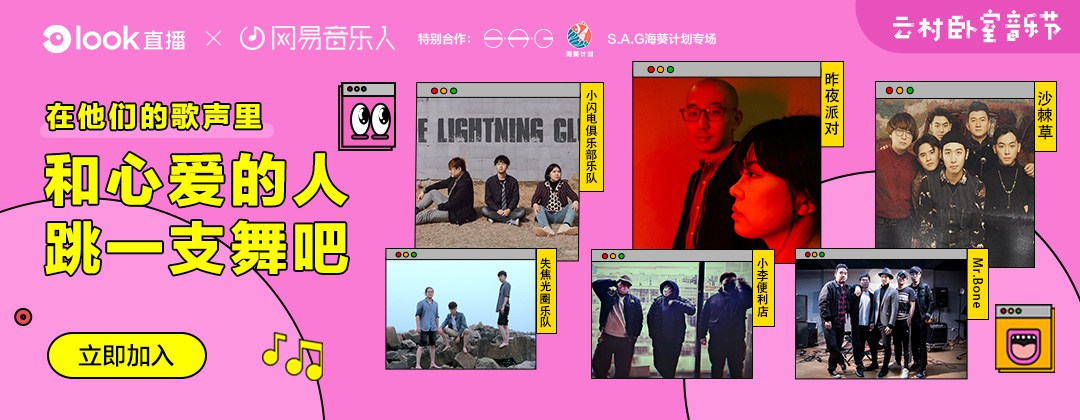 look直播 × 网易音乐人 特别合作: S-A-G 海葵计划 S.A.G海葵计划专场
云村卧室音乐节
在他们的歌声里
和心爱的人
跳一支舞吧
立即加入
小闪电俱乐部乐队
E LIGHTNING CL
昨夜派对
沙棘草
失焦光圈乐队
小李便利店
Mr.Bone